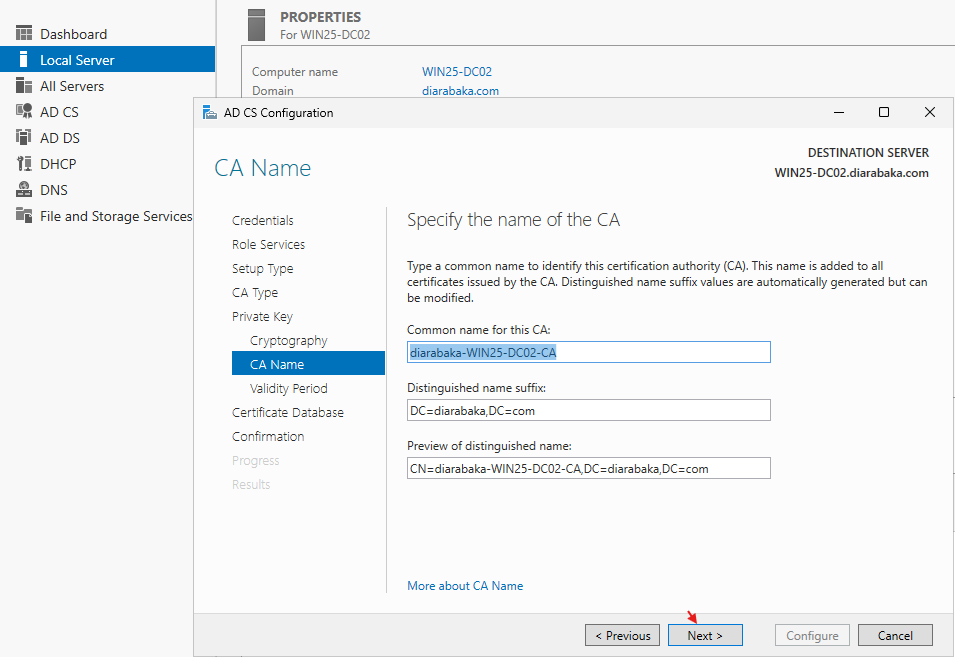 Dashboard
Local Server
All Servers
AD CS
AD DS
DHCP
DNS
File and Storage Services
PROPERTIES
For WIN25-DC02
Computer name WIN25-DC02
Domain diarabaka.com
AD CS Configuration
CA Name
DESTINATION SERVER
WIN25-DC02.diarabaka.com
Credentials
Role Services
Setup Type
CA Type
Private Key
Cryptography
CA Name
Validity Period
Certificate Database
Confirmation
Progress
Results
Specify the name of the CA
Type a common name to identify this certification authority (CA). This name is added to all
certificates issued by the CA. Distinguished name suffix values are automatically generated but can
be modified.
Common name for this CA:
diarabaka-WIN25-DC02-CA
Distinguished name suffix:
DC=diarabaka,DC=com
Preview of distinguished name:
CN=diarabaka-WIN25-DC02-CA,DC=diarabaka,DC=com
More about CA Name
< Previous Next > Configure Cancel